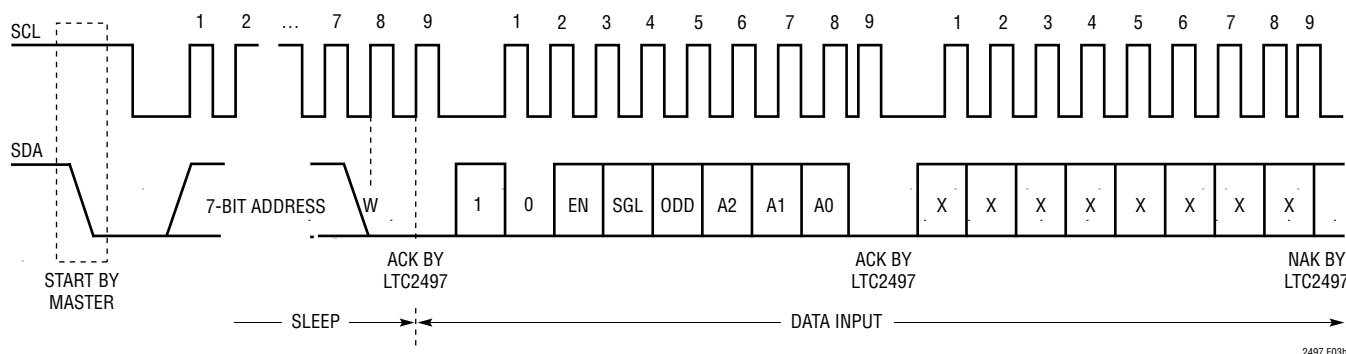 SCL
1 2 … 7 8 9 1 2 3 4 5 6 7 8 9 1 2 3 4 5 6 7 8 9
SDA
7-BIT ADDRESS W 1 0 EN SGL ODD A2 A1 A0 X X X X X X X X
START BY
MASTER
ACK BY
LTC2497
ACK BY
LTC2497
NAK BY
LTC2497
SLEEP DATA INPUT
2497 F03b